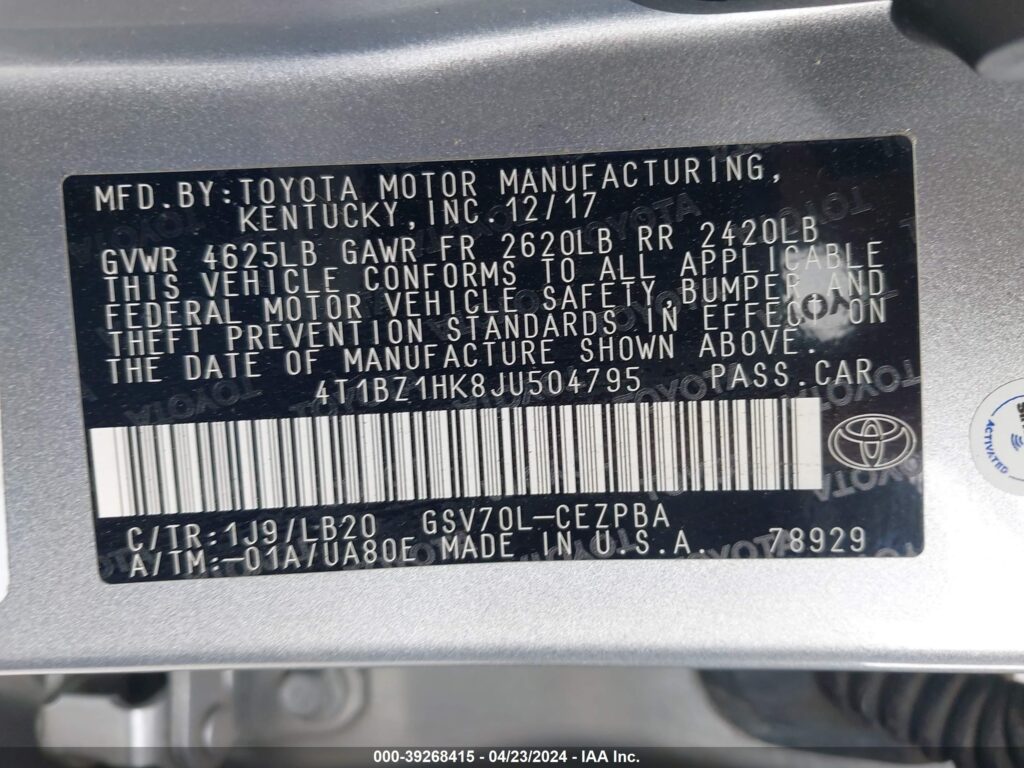 MFD.BY:TOYOTA MOTOR MANUFACTURING,
KENTUCKY,INC.12/17
GVWR 4625LB GAWR FR 2620LB RR 2420LB
THIS VEHICLE CONFORMS TO ALL APPLICABLE
FEDERAL MOTOR VEHICLE SAFETY,BUMPER AND
THEFT PREVENTION STANDARDS IN EFFECT ON
THE DATE OF MANUFACTURE SHOWN ABOVE.
4T1BZ1HK8JU504795 PASS.CAR
C/TR:1J9/LB20 GSV70L-CEZPBA
A/TM:-01A/UA80E MADE IN U.S.A. 78929
ACTIVATED
000-39268415 - 04/23/2024 - IAA Inc.